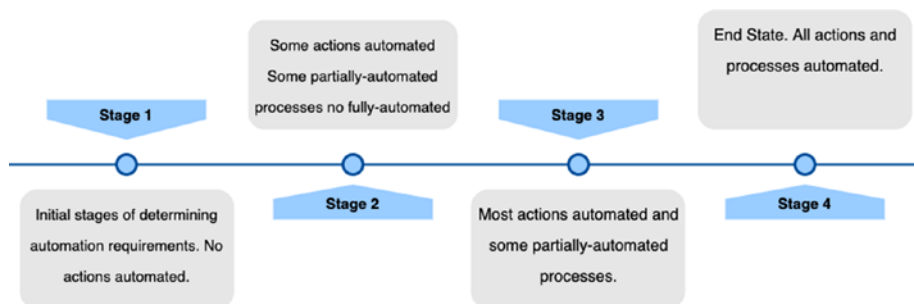 Stage 1
Initial stages of determining
automation requirements. No
actions automated.
Some actions automated
Some partially-automated
processes no fully-automated
Stage 2
Stage 3
Most actions automated and
some partially-automated
processes.
End State. All actions and
processes automated.
Stage 4